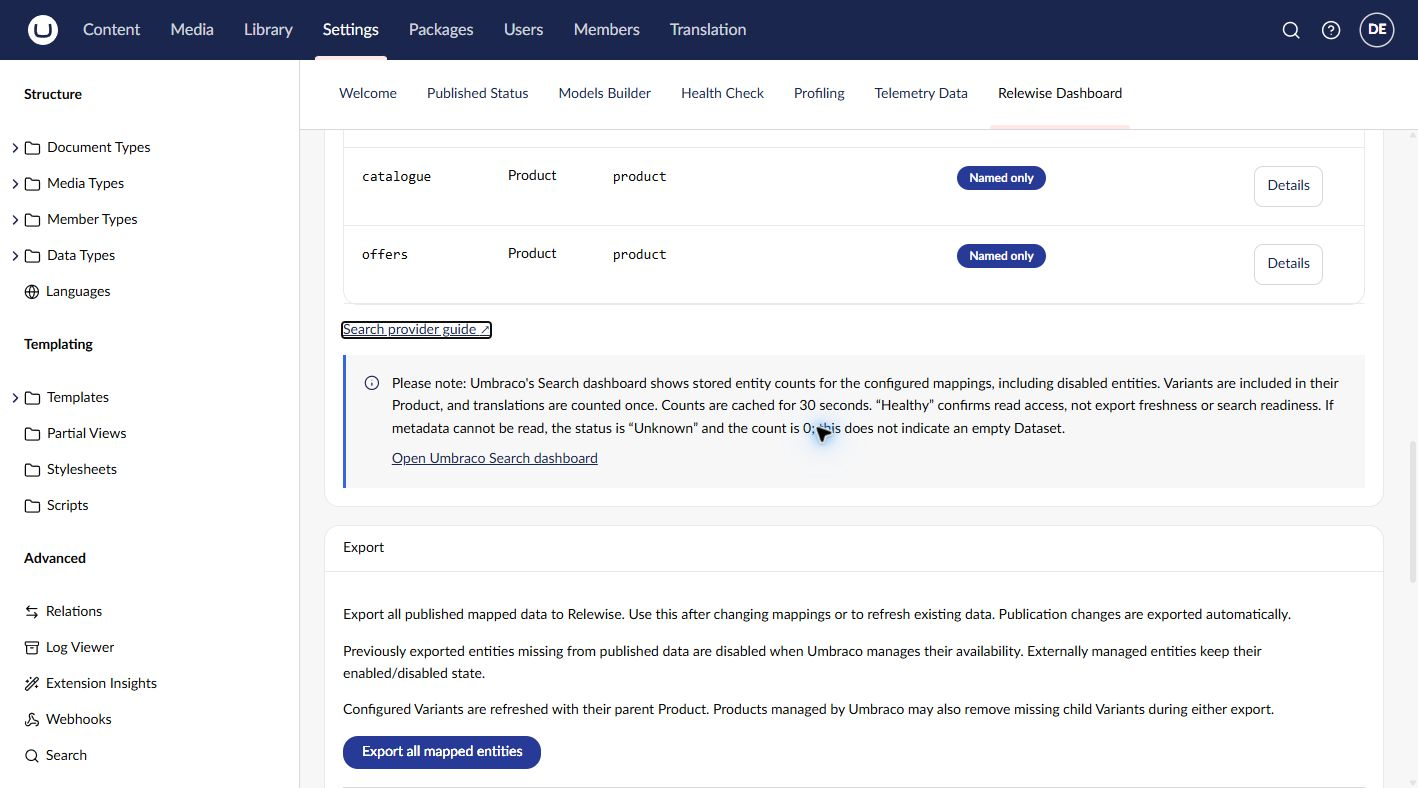 Content Media Library Settings Packages Users Members Translation DE
Structure
Document Types
Media Types
Member Types
Data Types
Languages
Templating
Templates
Partial Views
Stylesheets
Scripts
Advanced
Relations
Log Viewer
Extension Insights
Webhooks
Search
Welcome Published Status Models Builder Health Check Profiling Telemetry Data Relewise Dashboard
catalogue Product product Named only Details
offers Product product Named only Details
Search provider guide ↗
Please note: Umbraco's Search dashboard shows stored entity counts for the configured mappings, including disabled entities. Variants are included in their
Product, and translations are counted once. Counts are cached for 30 seconds. “Healthy” confirms read access, not export freshness or search readiness. If
metadata cannot be read, the status is “Unknown” and the count is 0; this does not indicate an empty Dataset.
Open Umbraco Search dashboard
Export
Export all published mapped data to Relewise. Use this after changing mappings or to refresh existing data. Publication changes are exported automatically.
Previously exported entities missing from published data are disabled when Umbraco manages their availability. Externally managed entities keep their
enabled/disabled state.
Configured Variants are refreshed with their parent Product. Products managed by Umbraco may also remove missing child Variants during either export.
Export all mapped entities